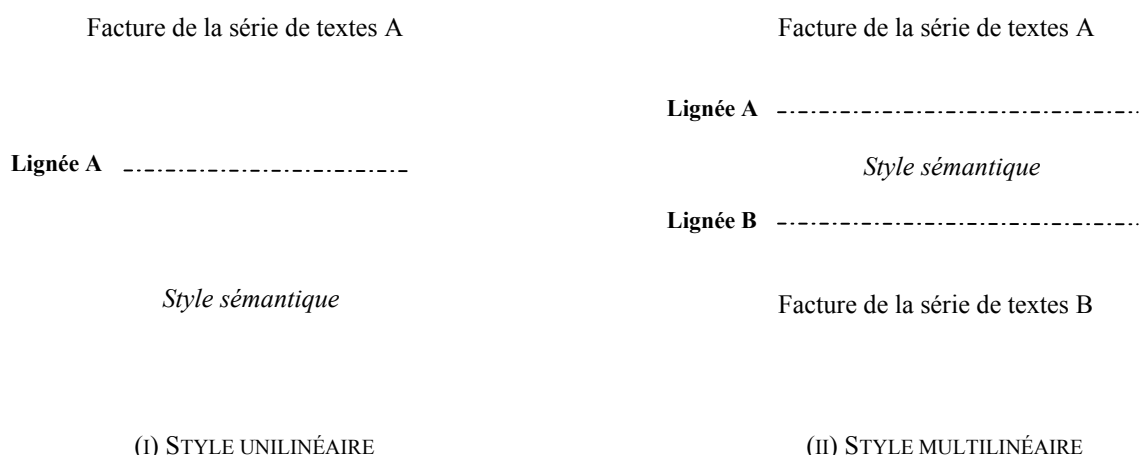 Facture de la série de textes A
Lignée A
Style sémantique
(I) STYLE UNILINÉAIRE
Facture de la série de textes A
Lignée A
Style sémantique
Lignée B
Facture de la série de textes B
(II) STYLE MULTILINÉAIRE